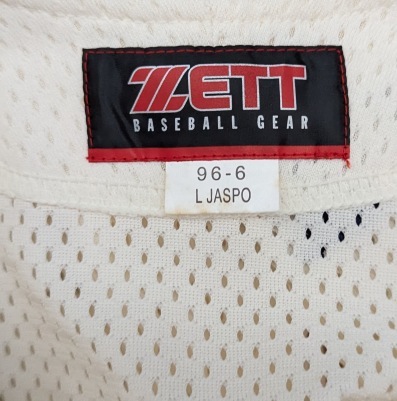 ZETT
BASEBALL GEAR
96-6
L JASPO